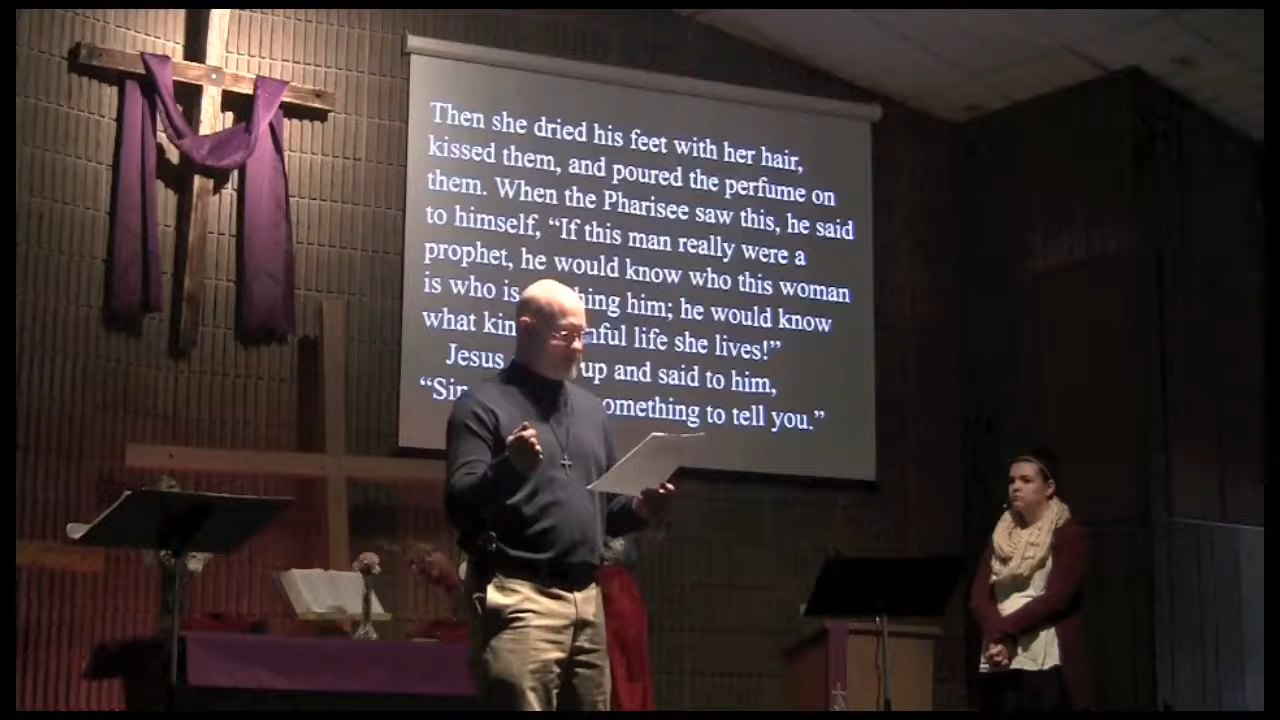 Then she dried his feet with her hair,
kissed them, and poured the perfume on
them. When the Pharisee saw this, he said
to himself, “If this man really were a
prophet, he would know who this woman
is who is hing him; he would know
what kin nful life she lives!”
Jesus up and said to him,
“Sim omething to tell you.”